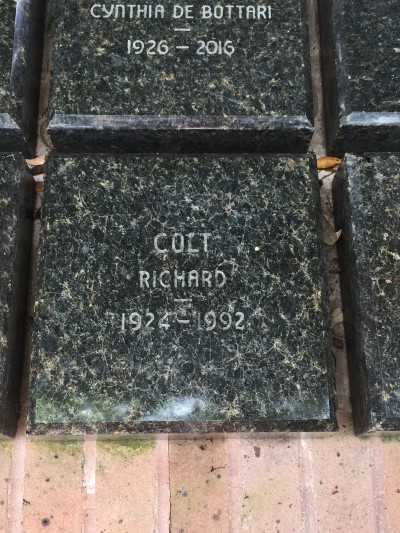 CYNTHIA DE BOTTARI
1926 – 2016
COLT
RICHARD
—
1924 – 1992